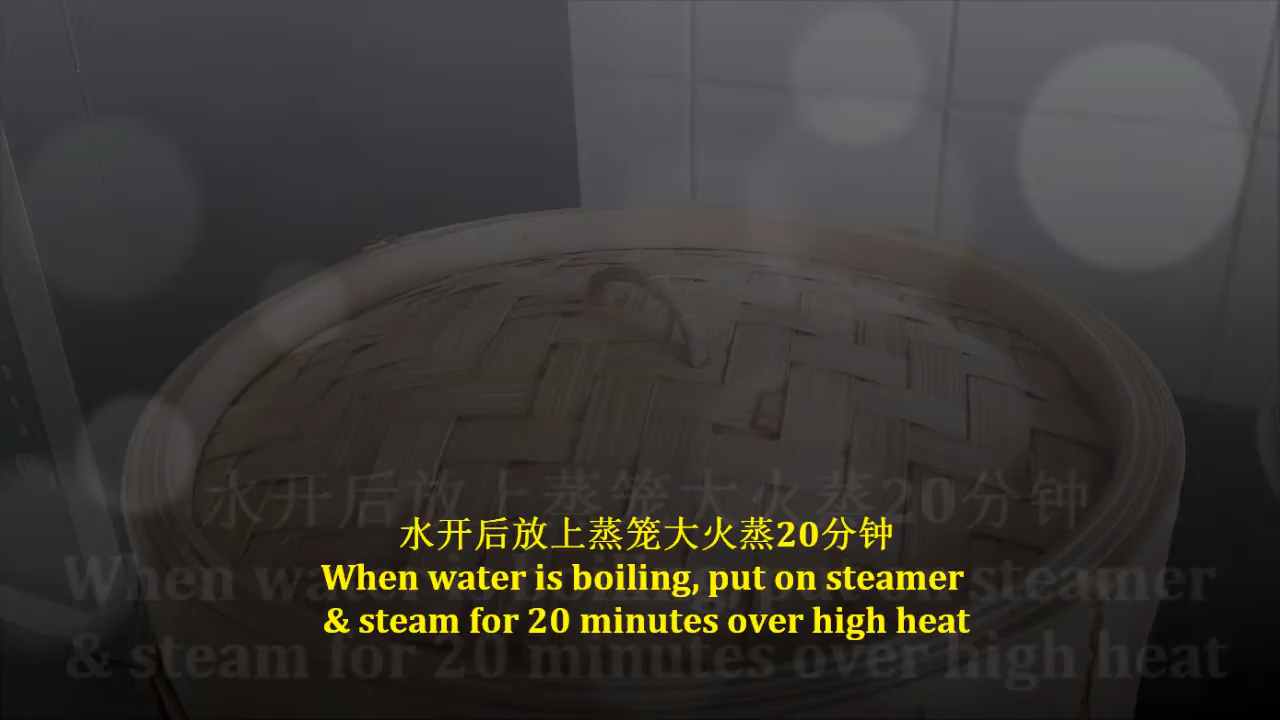 水开后放上蒸笼大火蒸20分钟
When water is boiling, put on steamer
& steam for 20 minutes over high heat